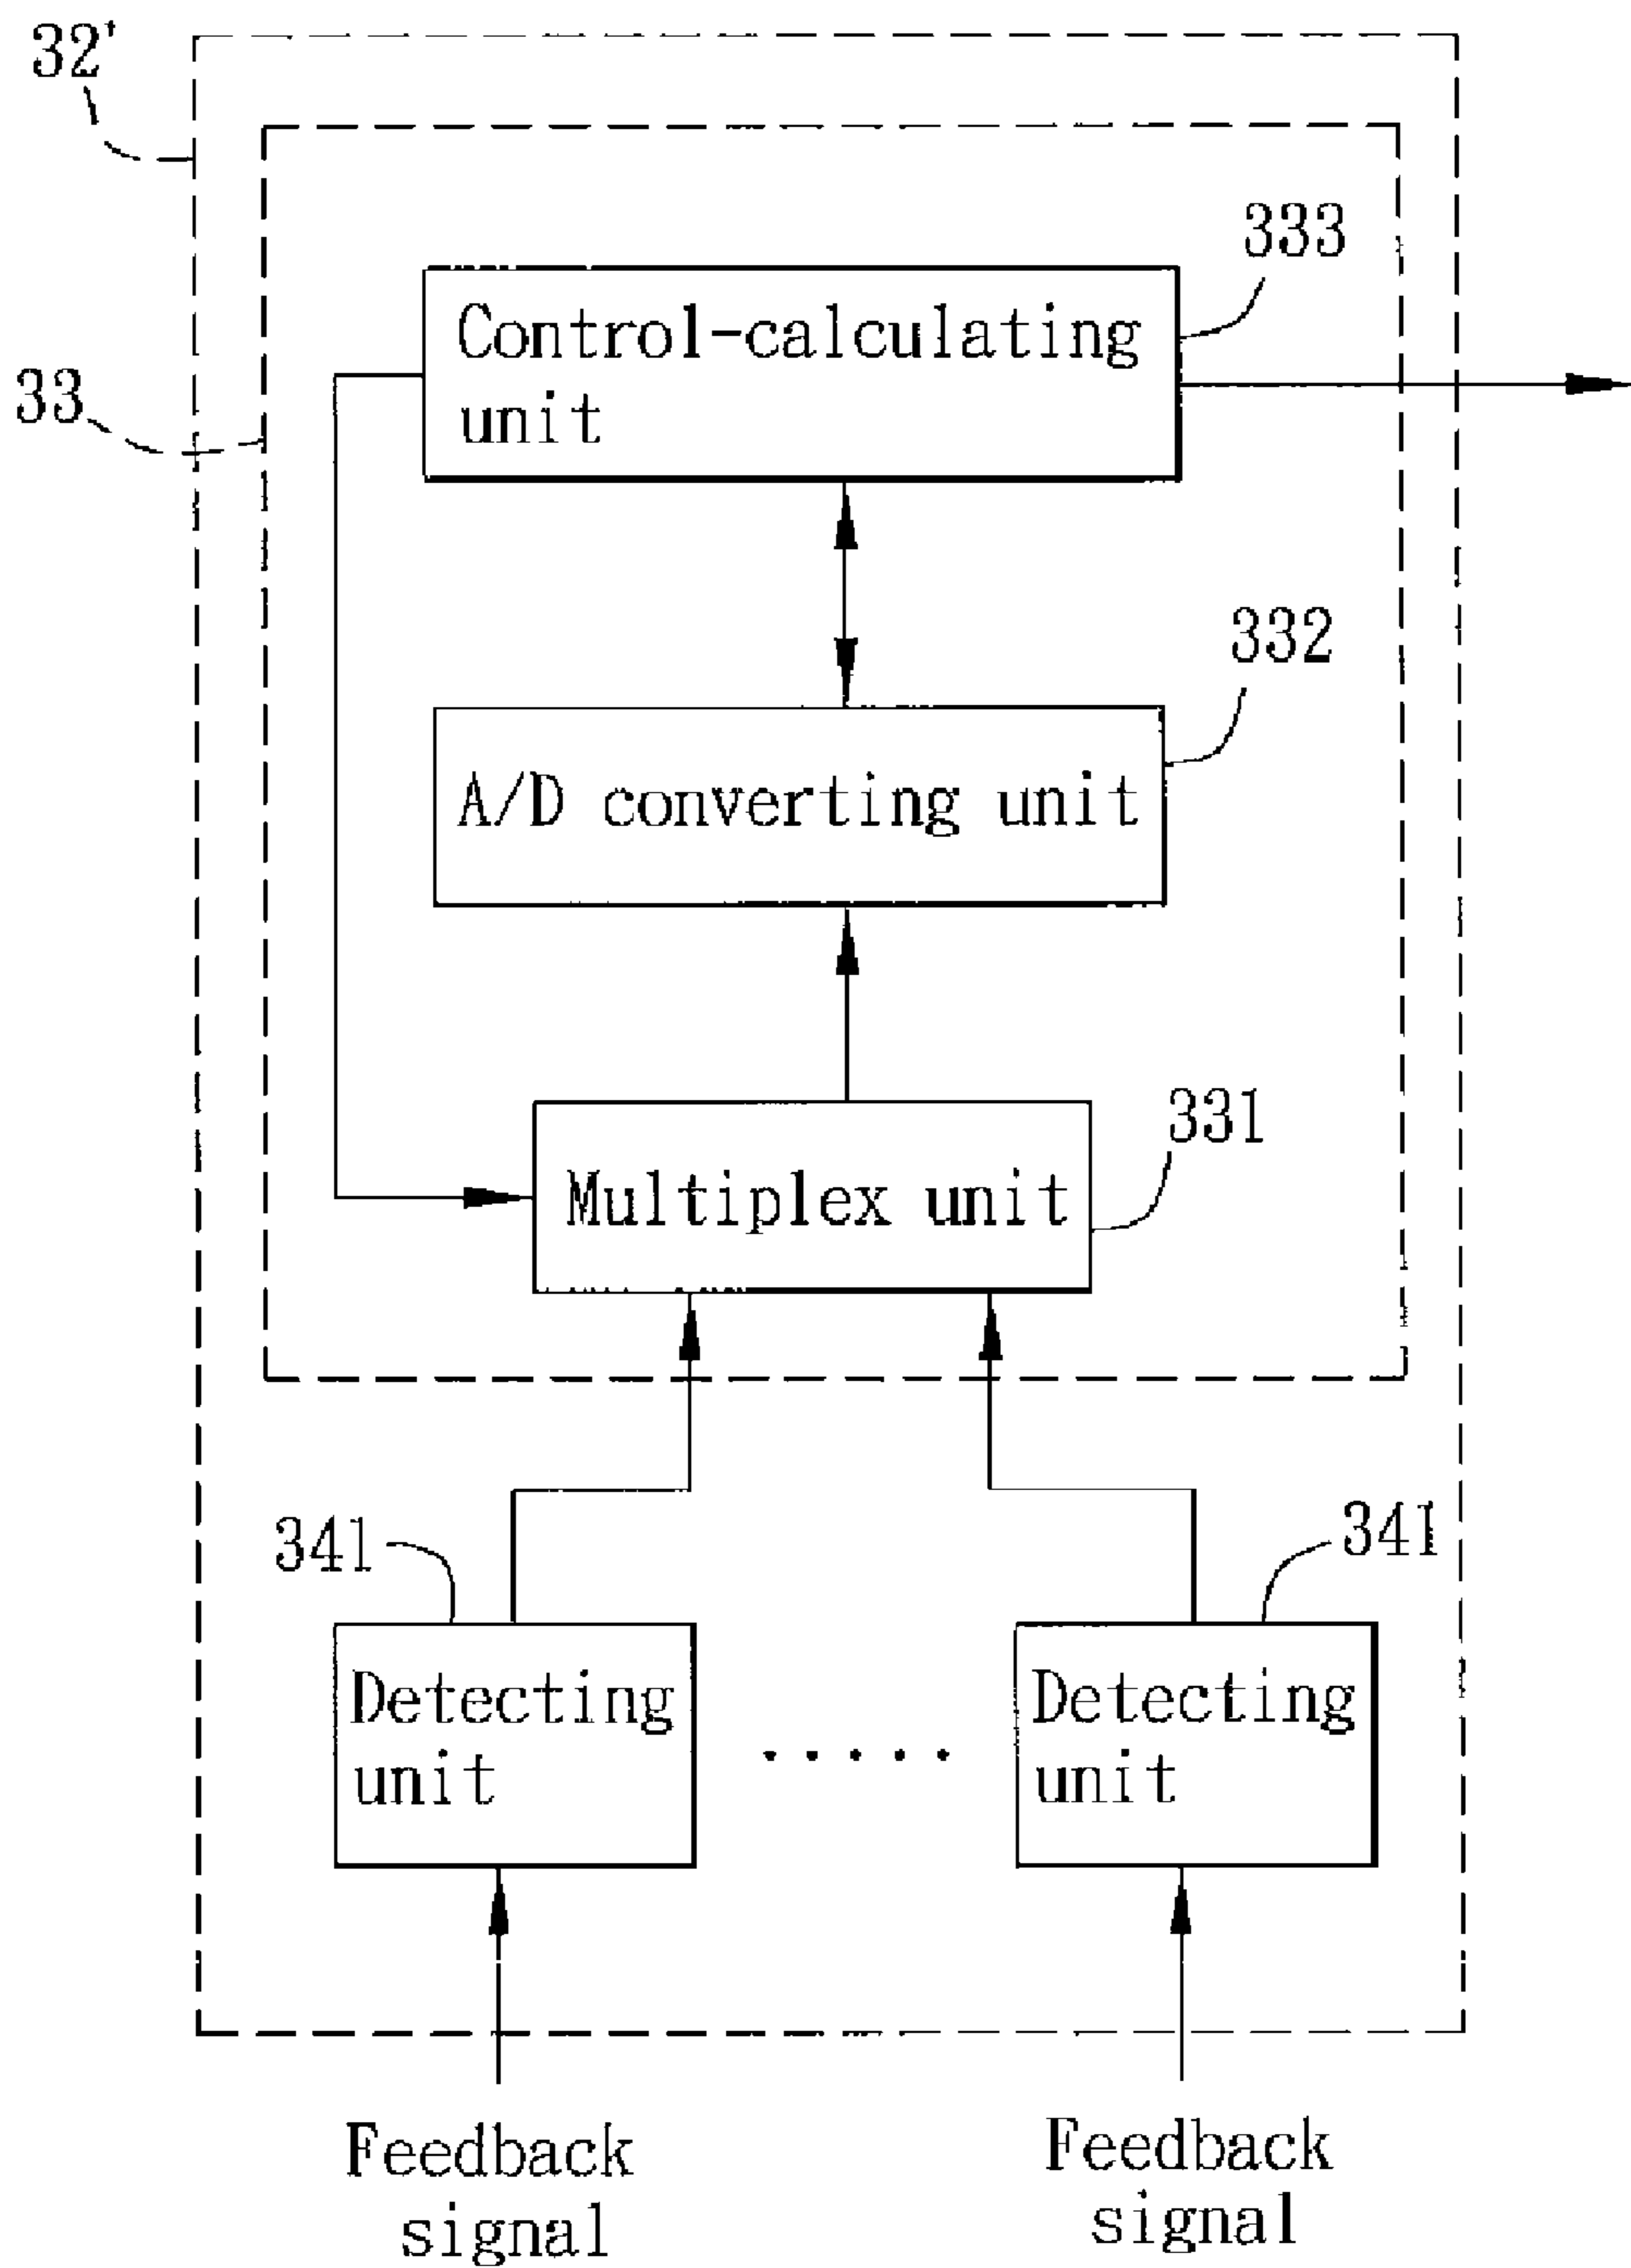 32'
333
Control-calculating
unit
33
332
A/D converting unit
331
Multiplex unit
341
341
Detecting
unit
.....
Detecting
unit
Feedback
signal
Feedback
signal